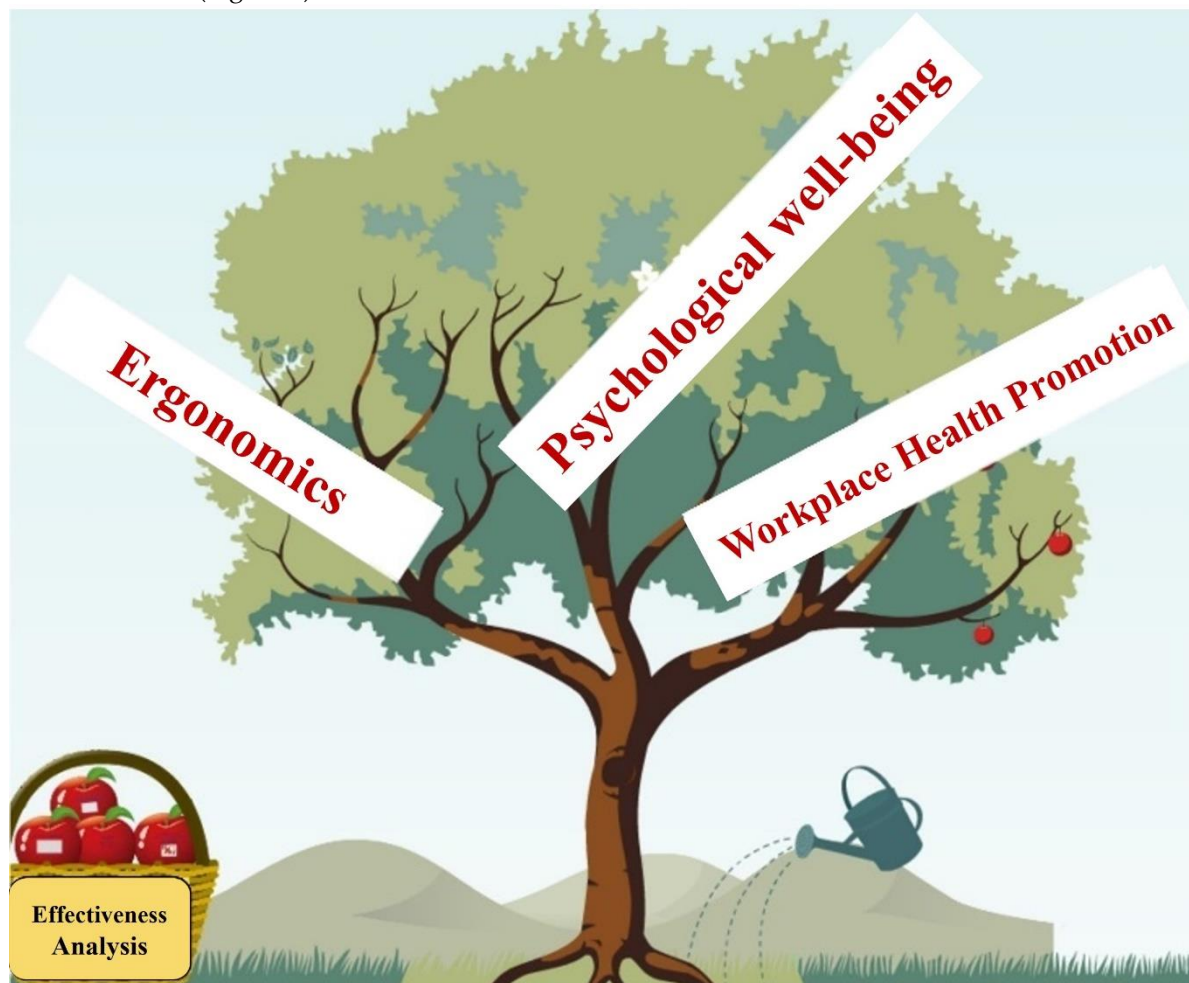 Ergonomics
Psychological well-being
Workplace Health Promotion
Effectiveness
Analysis